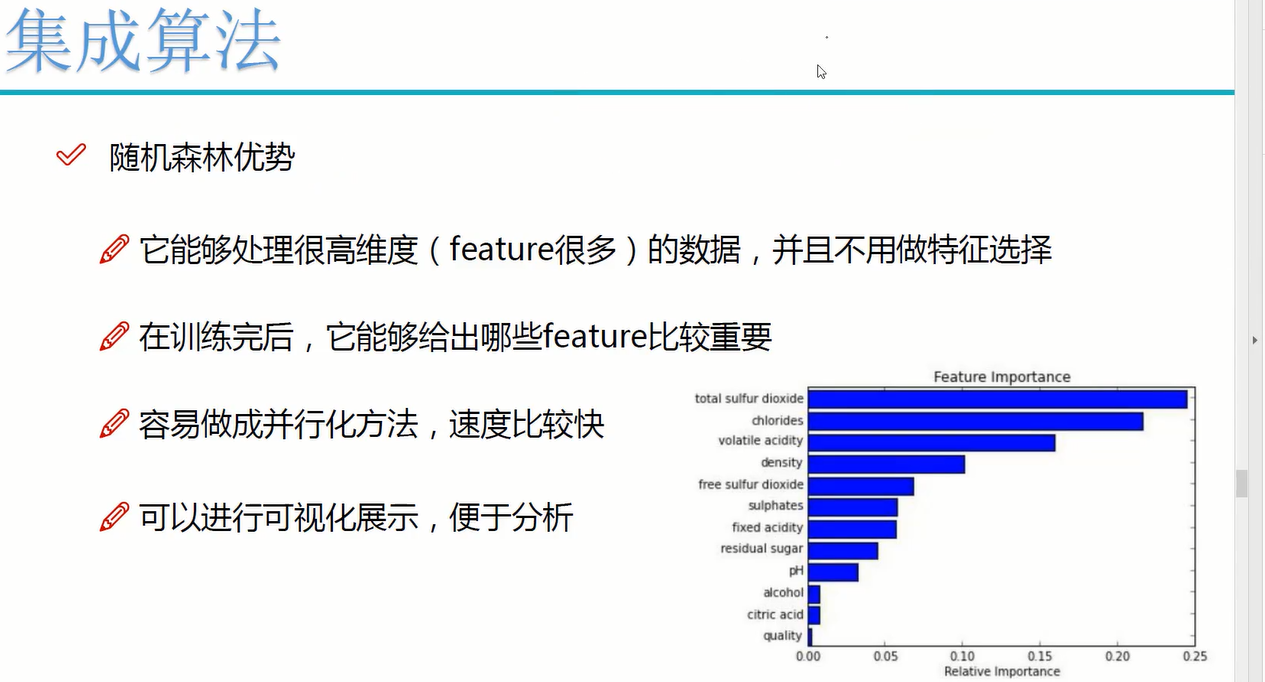 集成算法
随机森林优势
它能够处理很高维度（feature很多）的数据，并且不用做特征选择
在训练完后，它能够给出哪些feature比较重要
容易做成并行化方法，速度比较快
可以进行可视化展示，便于分析
Feature Importance
total sulfur dioxide
chlorides
volatile acidity
density
free sulfur dioxide
sulphates
fixed acidity
residual sugar
pH
alcohol
citric acid
quality
0.00 0.05 0.10 0.15 0.20 0.25
Relative Importance